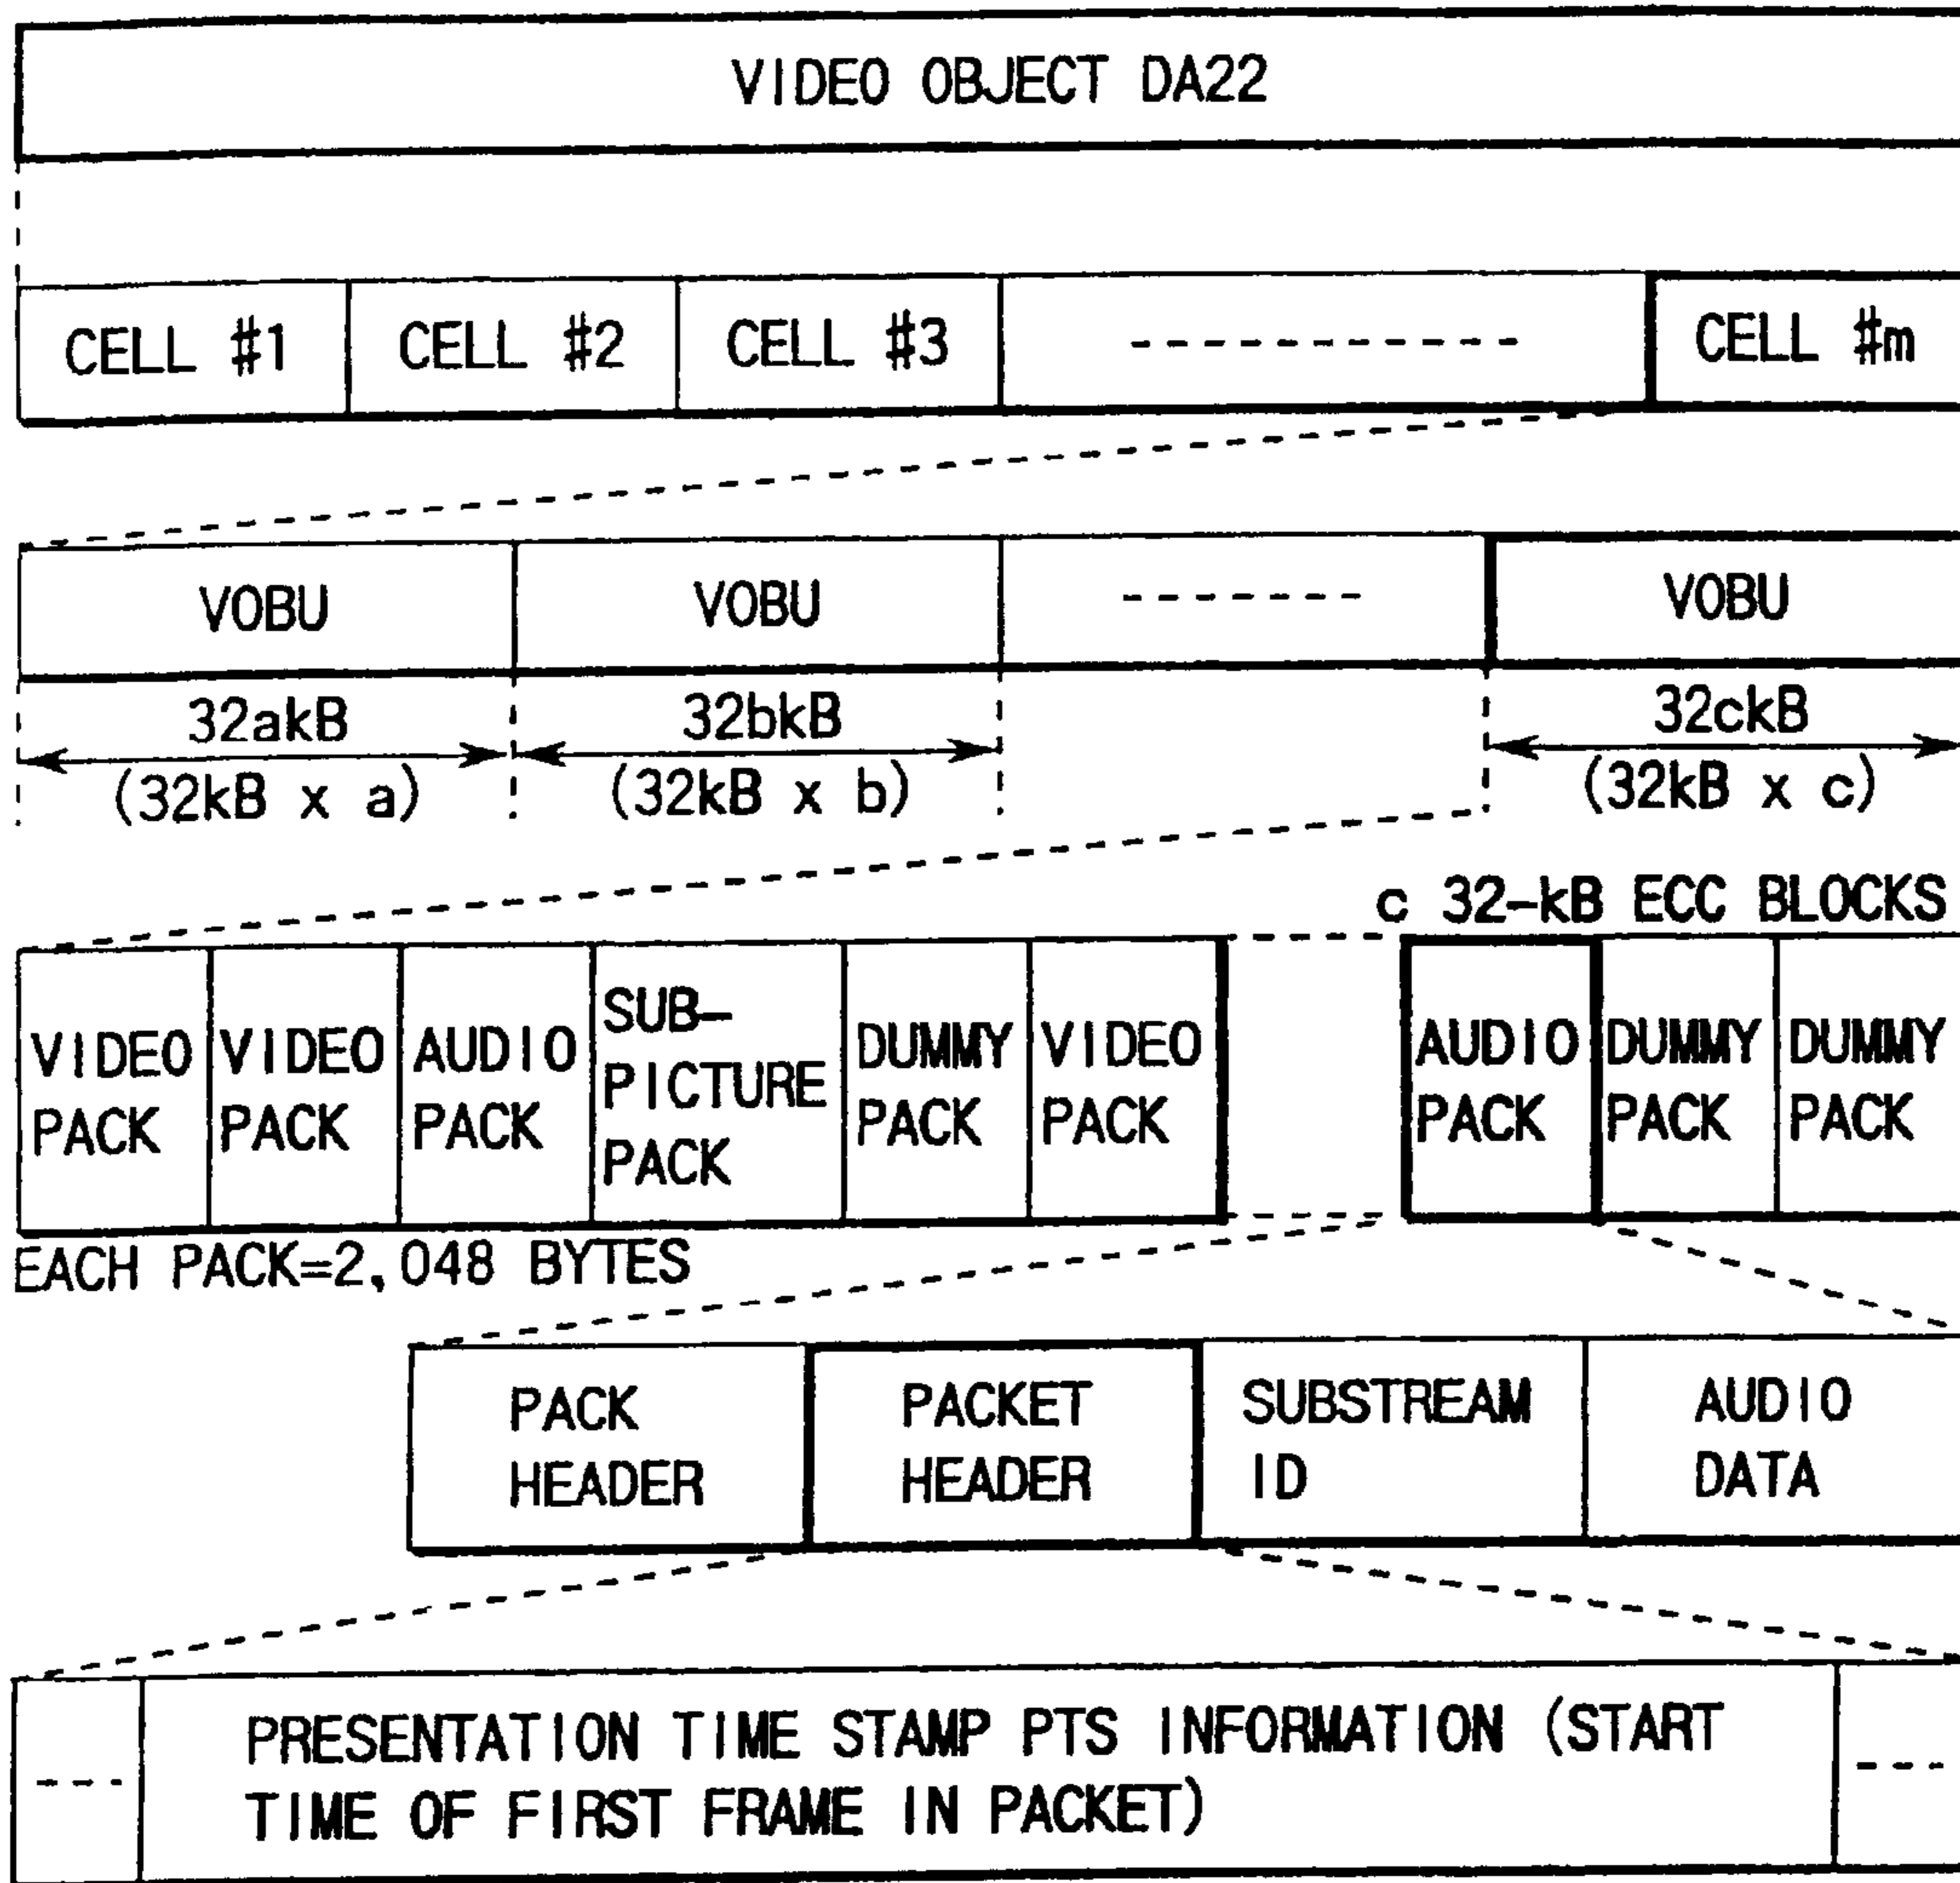 VIDEO OBJECT DA22
CELL #1
CELL #2
CELL #3
CELL #m
VOBU
VOBU
VOBU
32akB
(32kB x a)
32bkB
(32kB x b)
32ckB
(32kB x c)
c 32-kB ECC BLOCKS
VIDEO
PACK
VIDEO
PACK
AUDIO
PACK
SUB-
PICTURE
PACK
DUMMY
PACK
VIDEO
PACK
AUDIO
PACK
DUMMY
PACK
DUMMY
PACK
EACH PACK=2,048 BYTES
PACK
HEADER
PACKET
HEADER
SUBSTREAM
ID
AUDIO
DATA
PRESENTATION TIME STAMP PTS INFORMATION (START
TIME OF FIRST FRAME IN PACKET)